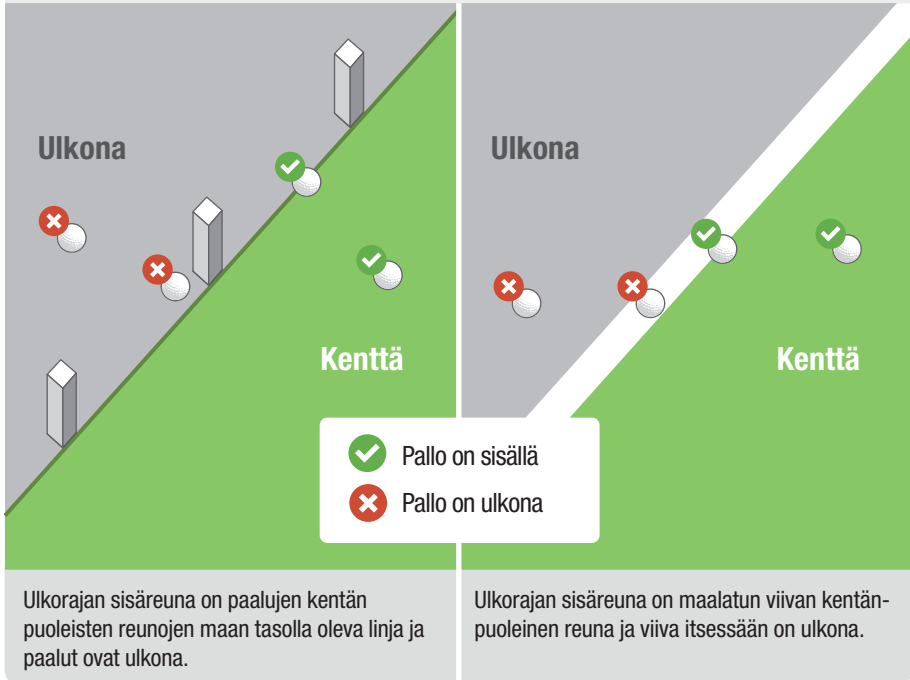 Ulkona
Kenttä
Ulkona
Kenttä
Pallo on sisällä
Pallo on ulkona
Ulkorajan sisäreuna on paalujen kentän
puoleisten reunojen maan tasolla oleva linja ja
paalut ovat ulkona.
Ulkorajan sisäreuna on maalatun viivan kentän-
puoleinen reuna ja viiva itsessään on ulkona.